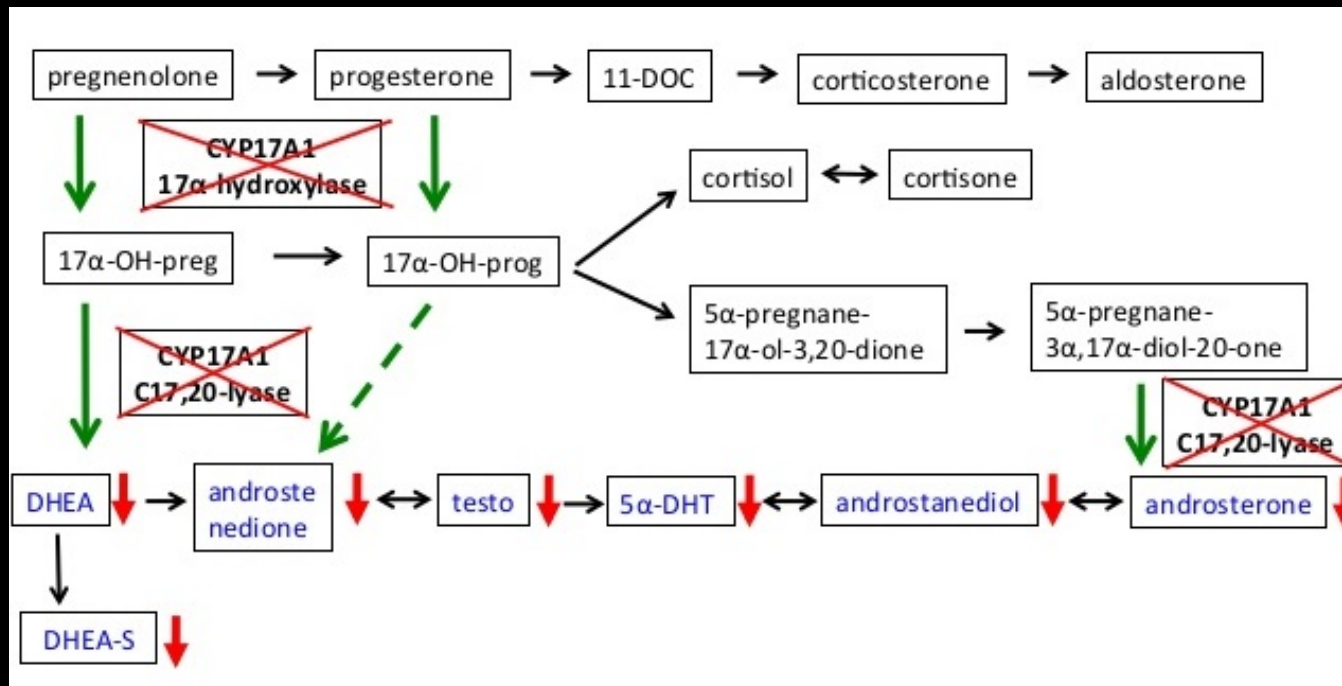 pregnenolone
progesterone
11-DOC
corticosterone
aldosterone
CYP17A1
17α-hydroxylase
cortisol
cortisone
17α-OH-preg
17α-OH-prog
5α-pregnane-
17α-ol-3,20-dione
5α-pregnane-
3α,17α-diol-20-one
CYP17A1
C17,20-lyase
CYP17A1
C17,20-lyase
DHEA
androste
nedione
testo
5α-DHT
androstanediol
androsterone
DHEA-S